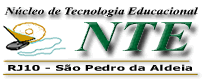 Núcleo de Tecnologia Educacional
NTE
RJ10 - São Pedro da Aldeia